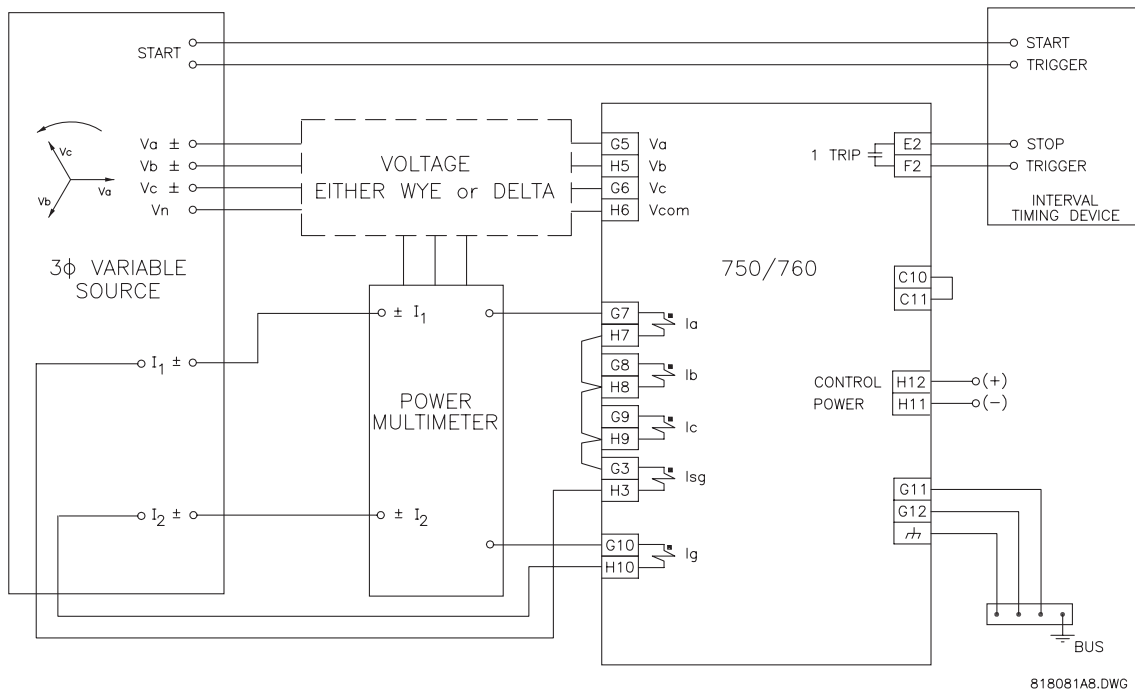 START
Va ±
Vb ±
Vc ±
Vn
Vc
Va
Vb
3ϕ VARIABLE
SOURCE
I1 ±
I2 ±
VOLTAGE
EITHER WYE or DELTA
± I1
POWER
MULTIMETER
± I2
G5 Va
H5 Vb
G6 Vc
H6 Vcom
750/760
G7
H7
Ia
G8
H8
Ib
G9
H9
Ic
G3
H3
Isg
G10
H10
Ig
1 TRIP
E2
F2
C10
C11
CONTROL H12 (+)
POWER H11 (−)
G11
G12
BUS
START
TRIGGER
STOP
TRIGGER
INTERVAL
TIMING DEVICE
818081A8.DWG